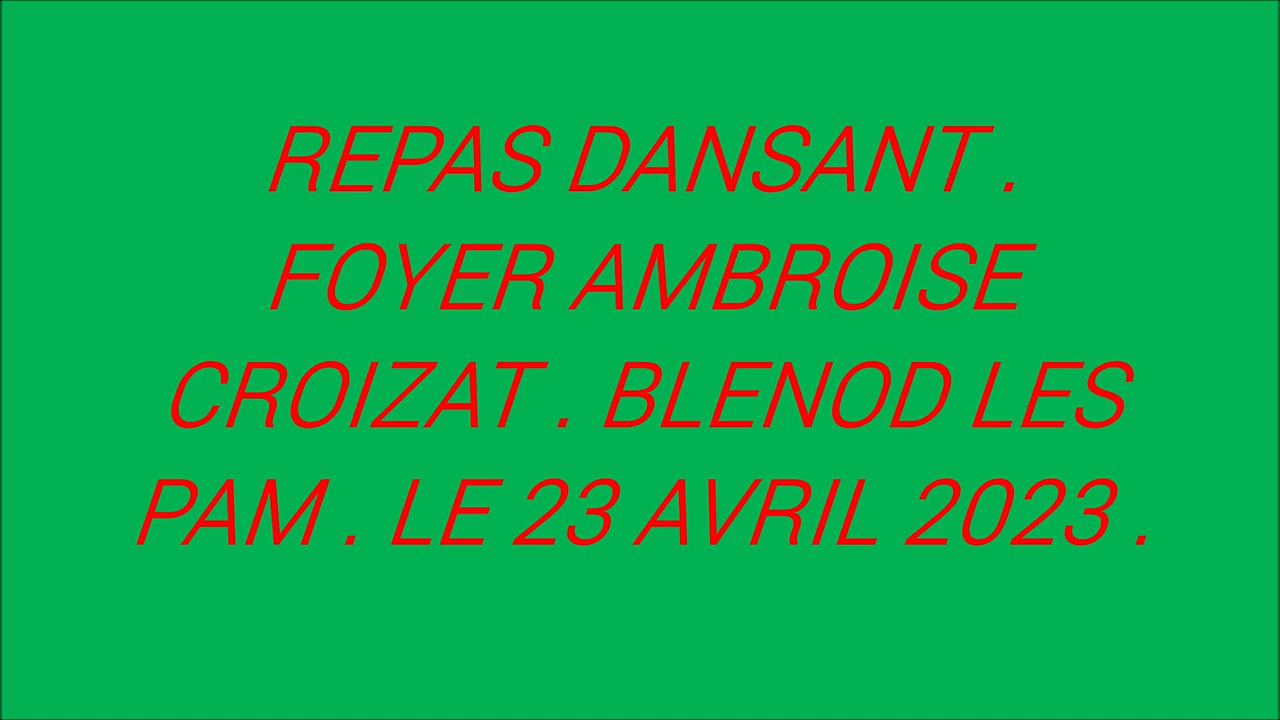 REPAS DANSANT .
FOYER AMBROISE
CROIZAT . BLENOD LES
PAM . LE 23 AVRIL 2023 .